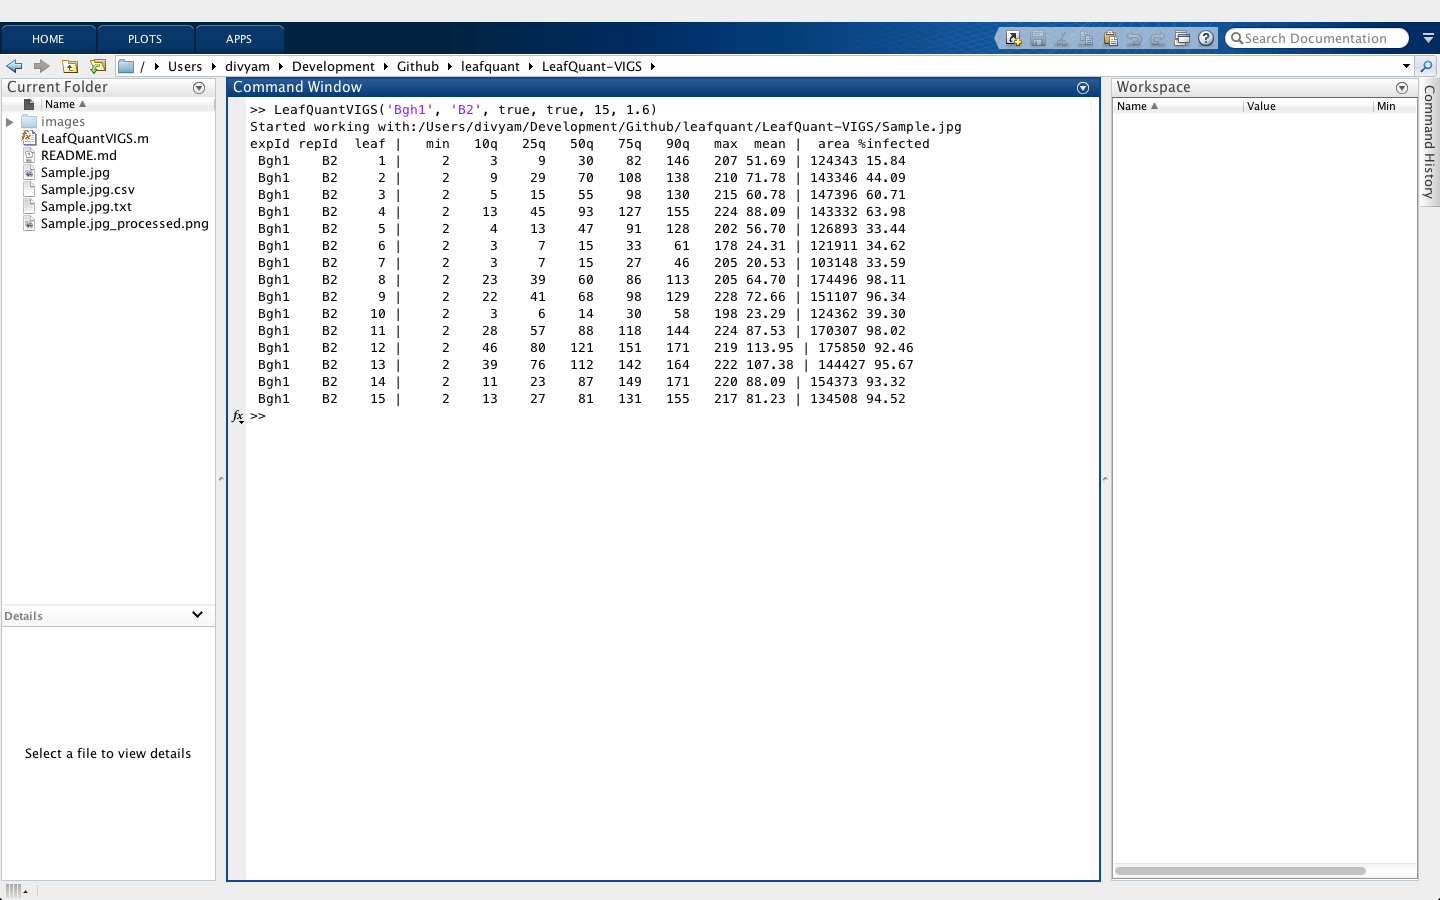 HOME PLOTS APPS
Search Documentation
/ Users divyam Development Github leafquant LeafQuant-VIGS
Current Folder
Name
images
LeafQuantVIGS.m
README.md
Sample.jpg
Sample.jpg.csv
Sample.jpg.txt
Sample.jpg_processed.png
Details
Select a file to view details
Command Window
>> LeafQuantVIGS('Bgh1', 'B2', true, true, 15, 1.6)
Started working with:/Users/divyam/Development/Github/leafquant/LeafQuant-VIGS/Sample.jpg
expId repId leaf | min 10q 25q 50q 75q 90q max mean | area %infected
Bgh1 B2 1 | 2 3 9 30 82 146 207 51.69 | 124343 15.84
Bgh1 B2 2 | 2 9 29 70 108 138 210 71.78 | 143346 44.09
Bgh1 B2 3 | 2 5 15 55 98 130 215 60.78 | 147396 60.71
Bgh1 B2 4 | 2 13 45 93 127 155 224 88.09 | 143332 63.98
Bgh1 B2 5 | 2 4 13 47 91 128 202 56.70 | 126893 33.44
Bgh1 B2 6 | 2 3 7 15 33 61 178 24.31 | 121911 34.62
Bgh1 B2 7 | 2 3 7 15 27 46 205 20.53 | 103148 33.59
Bgh1 B2 8 | 2 23 39 60 86 113 205 64.70 | 174496 98.11
Bgh1 B2 9 | 2 22 41 68 98 129 228 72.66 | 151107 96.34
Bgh1 B2 10 | 2 3 6 14 30 58 198 23.29 | 124362 39.30
Bgh1 B2 11 | 2 28 57 88 118 144 224 87.53 | 170307 98.02
Bgh1 B2 12 | 2 46 80 121 151 171 219 113.95 | 175850 92.46
Bgh1 B2 13 | 2 39 76 112 142 164 222 107.38 | 144427 95.67
Bgh1 B2 14 | 2 11 23 87 149 171 220 88.09 | 154373 93.32
Bgh1 B2 15 | 2 13 27 81 131 155 217 81.23 | 134508 94.52
fx >>
Workspace
Name Value Min
Command History